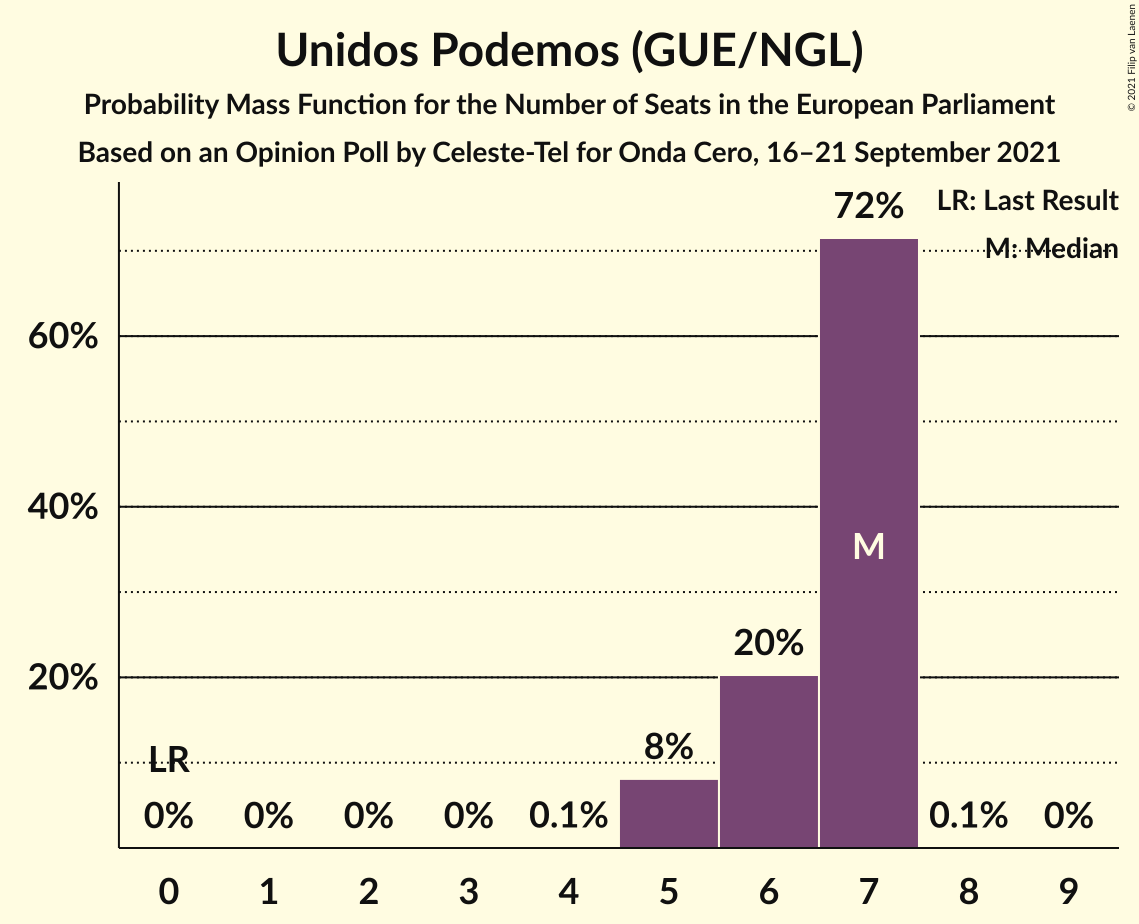 Unidos Podemos (GUE/NGL)
Probability Mass Function for the Number of Seats in the European Parliament
Based on an Opinion Poll by Celeste-Tel for Onda Cero, 16–21 September 2021
© 2021 Filip van Laenen
LR: Last Result
M: Median
72%
60%
40%
M
20%
20%
8%
LR
0% 0% 0% 0% 0.1% 0.1% 0%
0 1 2 3 4 5 6 7 8 9